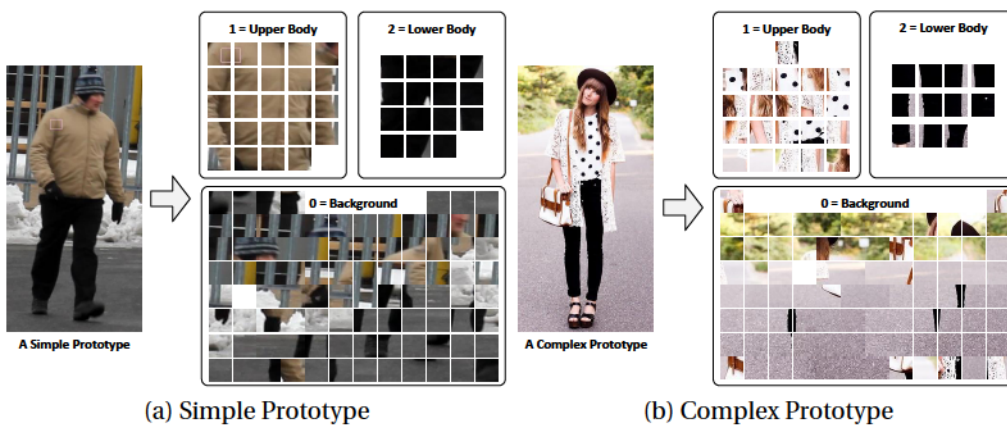 1 = Upper Body
2 = Lower Body
0 = Background
A Simple Prototype
(a) Simple Prototype
1 = Upper Body
2 = Lower Body
0 = Background
A Complex Prototype
(b) Complex Prototype